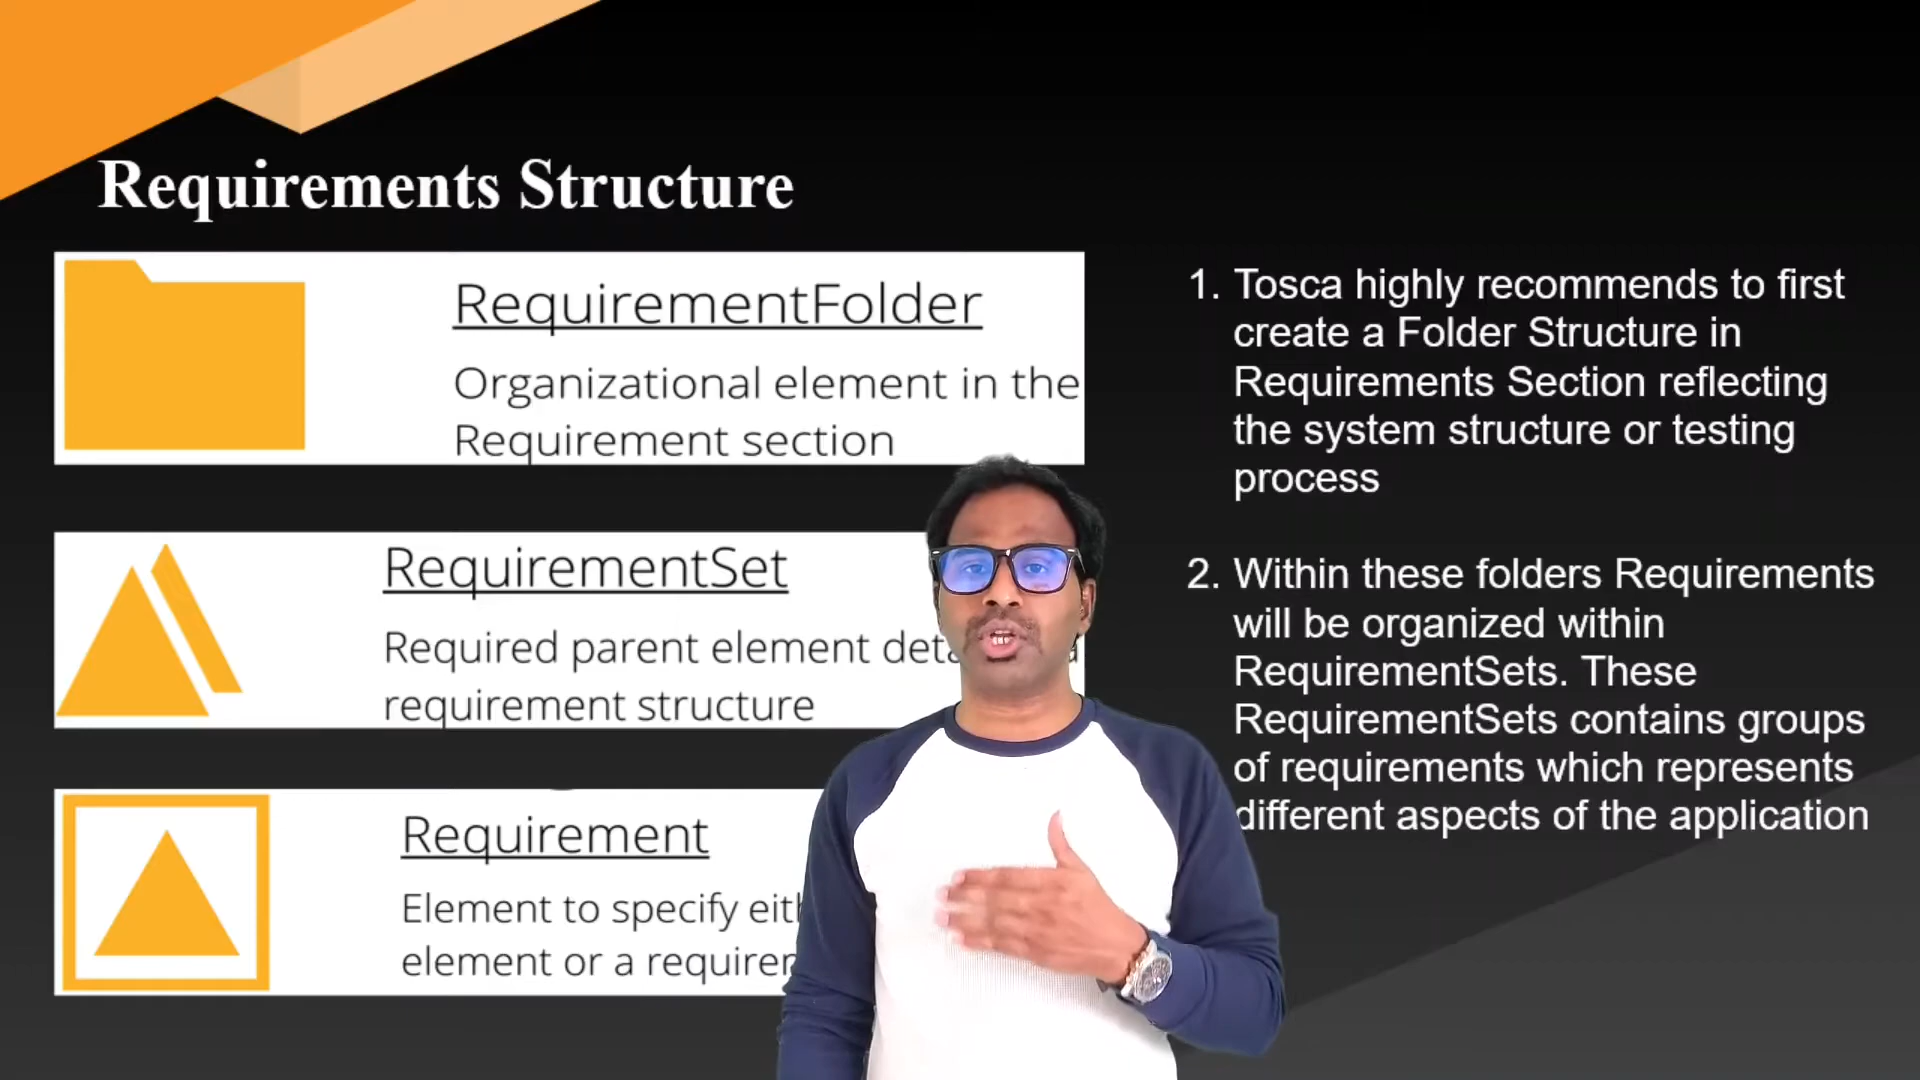 Requirements Structure
RequirementFolder
Organizational element in the
Requirement section
RequirementSet
Required parent element
requirement structure
Requirement
Element to specify
element or a
1. Tosca highly recommends to first
create a Folder Structure in
Requirements Section reflecting
the system structure or testing
process
2. Within these folders Requirements
will be organized within
RequirementSets. These
RequirementSets contains groups
of requirements which represents
different aspects of the application